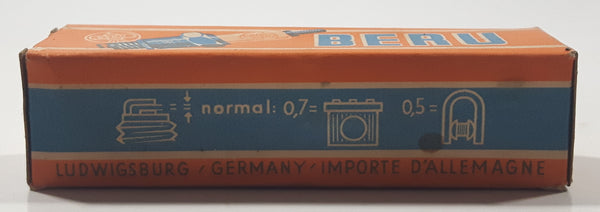 BERU
= normal: 0,7= 0,5=
LUDWIGSBURG / GERMANY / IMPORTE D'ALLEMAGNE